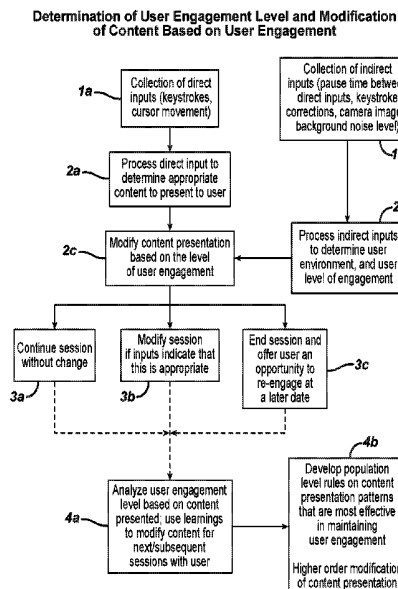 Determination of User Engagement Level and Modification
of Content Based on User Engagement
1a
Collection of direct
inputs (keystrokes,
cursor movement)
Collection of indirect
inputs (pause time betwe
direct inputs, keystroke
corrections, camera image
background noise level)
1
2a
Process direct input to
determine appropriate
content to present to user
2
Process indirect inputs
to determine user
environment, and user
level of engagement
2c
Modify content presentation
based on the level
of user engagement
Continue session
without change
3a
Modify session
if inputs indicate that
this is appropriate
3b
End session and
offer user an
opportunity to
re-engage at
a later date
3c
4a
Analyze user engagement
level based on content
presented; use learnings
to modify content for
next/subsequent
sessions with user
4b
Develop population
level rules on content
presentation patterns
that are most effective
in maintaining
user engagement
Higher order modification
of content presentation